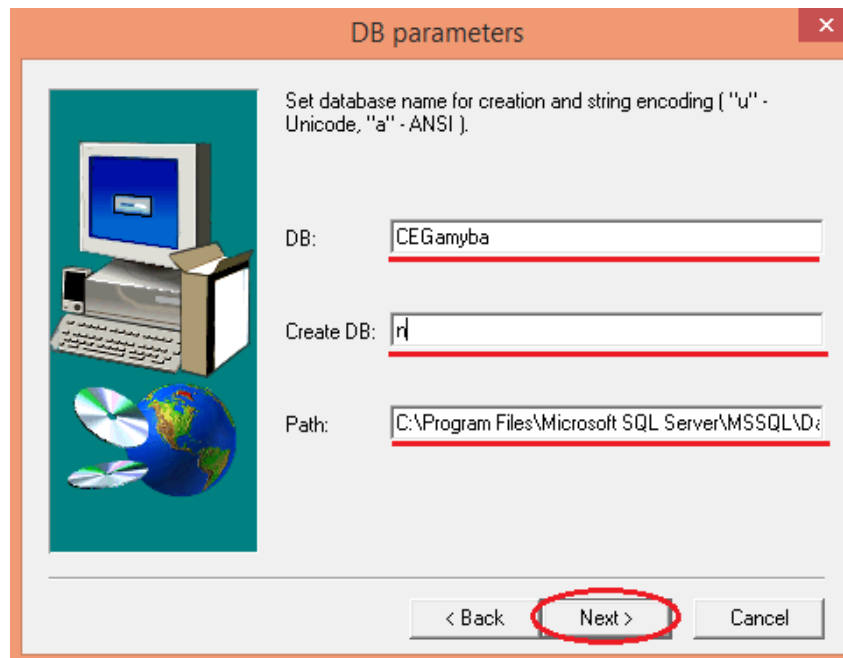 DB parameters
Set database name for creation and string encoding ( "u" -
Unicode, "a" - ANSI ).
DB: CEGamyba
Create DB: n
Path: C:\Program Files\Microsoft SQL Server\MSSQL\Da
< Back Next > Cancel